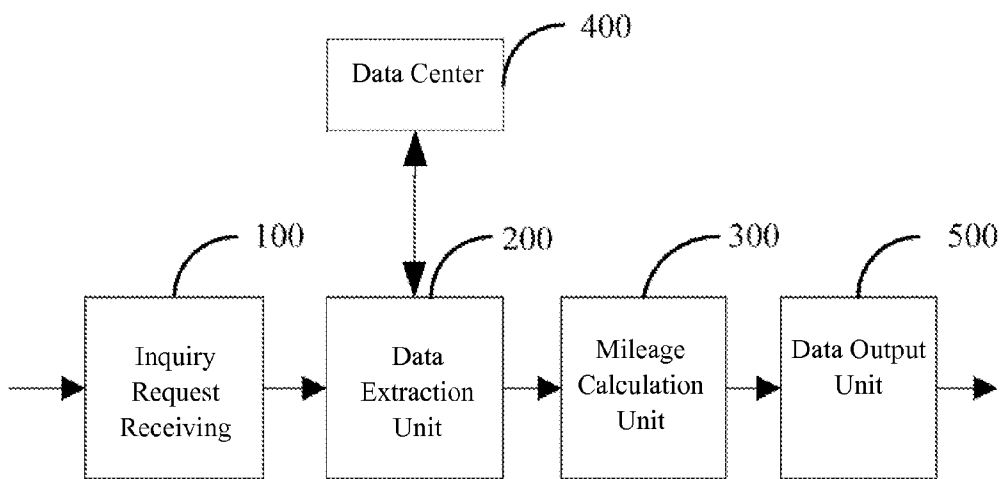 400
Data Center
100
200
300
500
Inquiry
Request
Receiving
Data
Extraction
Unit
Mileage
Calculation
Unit
Data Output
Unit